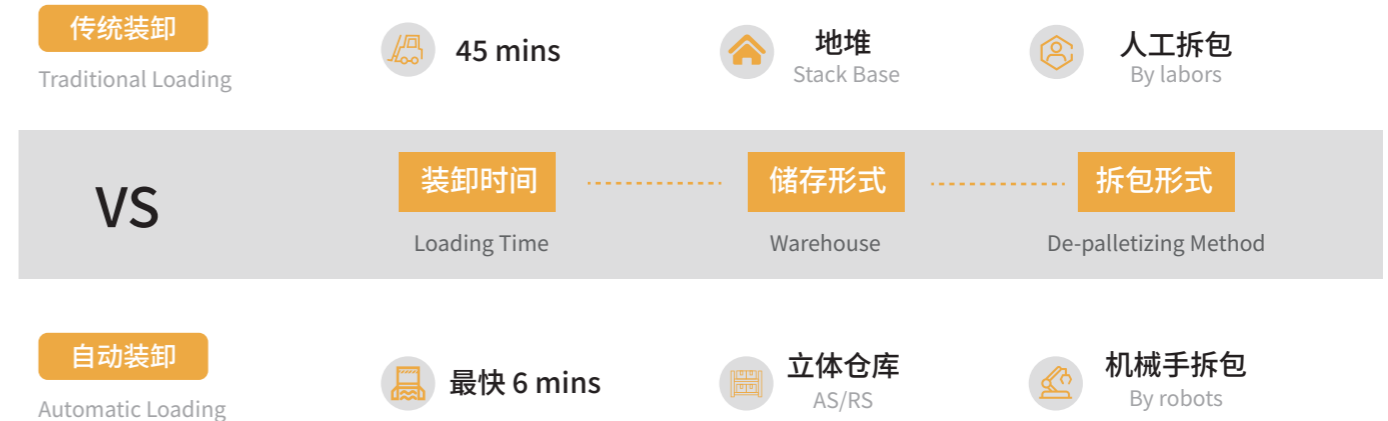 传统装卸
Traditional Loading
45 mins
地堆
Stack Base
人工拆包
By labors
VS
装卸时间
Loading Time
储存形式
Warehouse
拆包形式
De-palletizing Method
自动装卸
Automatic Loading
最快 6 mins
立体仓库
AS/RS
机械手拆包
By robots